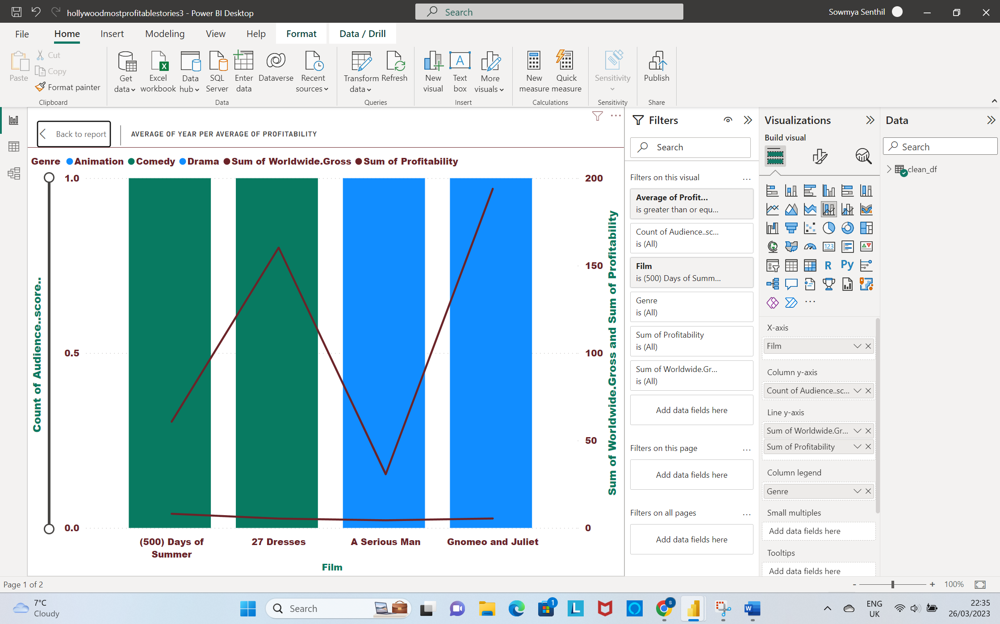 hollywoodmostprofitablestories3 - Power BI Desktop
Search
Sowmya Senthil
File
Home
Insert
Modeling
View
Help
Format
Data / Drill
Paste
Cut
Copy
Format painter
Clipboard
Get
data
Excel
workbook
Data
hub
SQL
Server
Enter
data
Dataverse
Recent
sources
Data
Transform
data
Refresh
Queries
New
visual
A
Text
box
More
visuals
Insert
New
measure
Quick
measure
Calculations
Sensitivity
Sensitivity
Publish
Share
Back to report
AVERAGE OF YEAR PER AVERAGE OF PROFITABILITY
Genre Animation Comedy Drama Sum of Worldwide.Gross Sum of Profitability
Count of Audience..score..
1.0
0.5
0.0
200
150
100
50
0
Sum of Worldwide.Gross and Sum of Profitability
(500) Days of
Summer
27 Dresses
A Serious Man
Gnomeo and Juliet
Film
Filters
Search
Filters on this visual ...
Average of Profit...
is greater than or equ...
Count of Audience..sc...
is (All)
Film
is (500) Days of Summ...
Genre
is (All)
Sum of Profitability
is (All)
Sum of Worldwide.Gr...
is (All)
Add data fields here
Filters on this page ...
Add data fields here
Filters on all pages ...
Add data fields here
Visualizations
Build visual
123
R
Py
...
X-axis
Film
Column y-axis
Count of Audience..sc...
Line y-axis
Sum of Worldwide.Gr...
Sum of Profitability
Column legend
Genre
Small multiples
Add data fields here
Tooltips
Add data fields here
Data
Search
clean_df
Page 1 of 2
- + 100%
7°C
Cloudy
Search
1
L
S
W
ENG
UK
22:35
26/03/2023